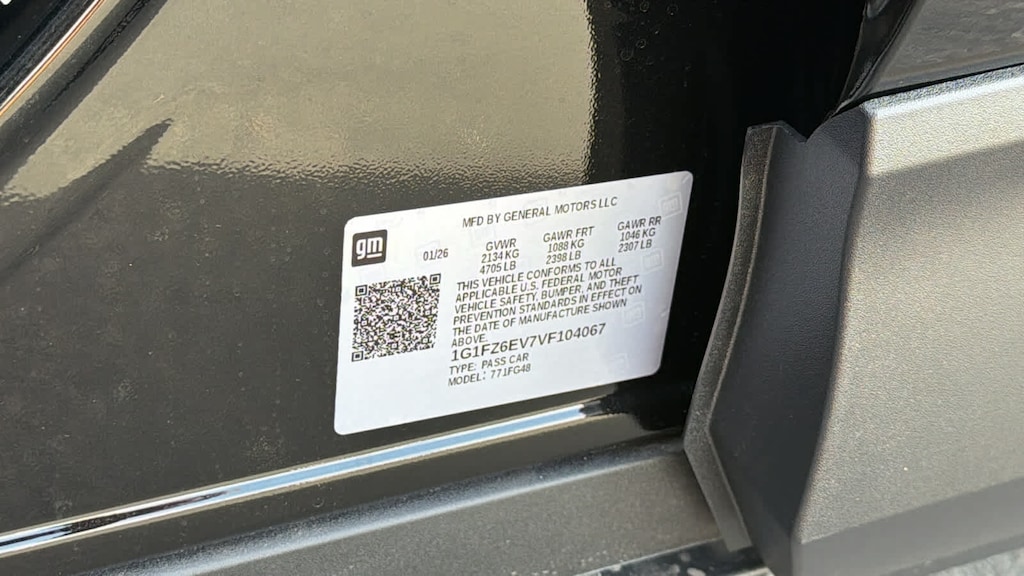 MFD BY GENERAL MOTORS LLC
gm
01/26
GVWR GAWR FRT GAWR RR
2134 KG 1088 KG 1046 KG
4705 LB 2398 LB 2307 LB
THIS VEHICLE CONFORMS TO ALL
APPLICABLE U.S. FEDERAL MOTOR
VEHICLE SAFETY, BUMPER, AND THEFT
PREVENTION STANDARDS IN EFFECT ON
THE DATE OF MANUFACTURE SHOWN
ABOVE.
1G1FZ6EV7VF104067
TYPE: PASS CAR
MODEL: 771FG48